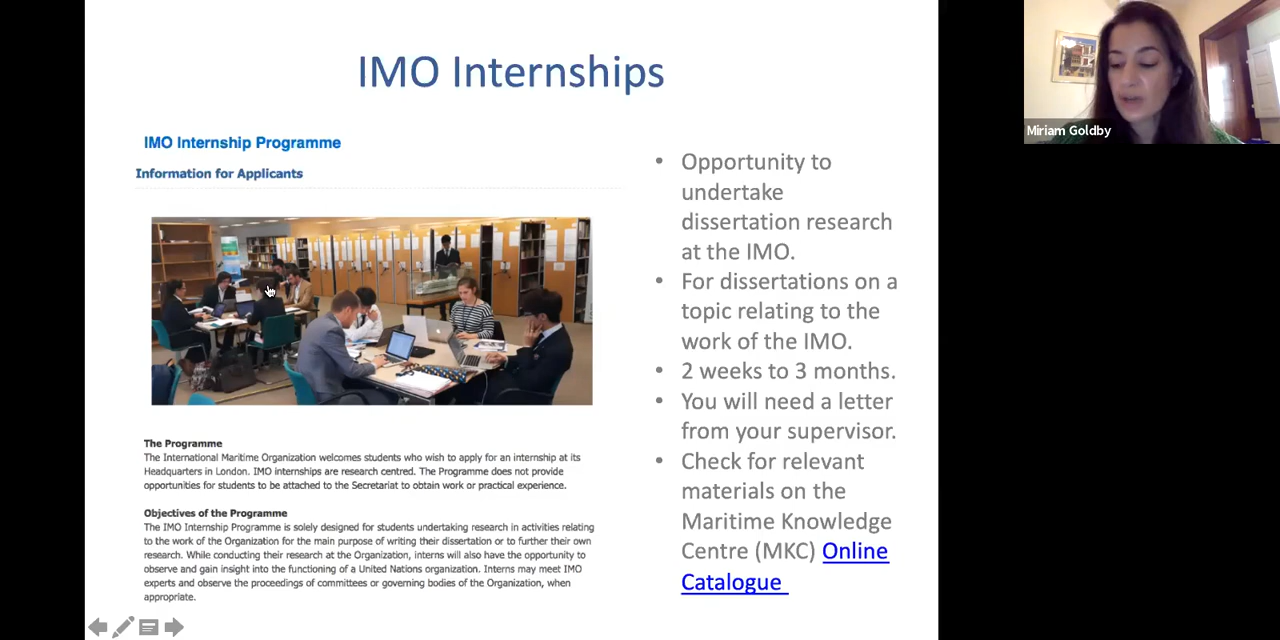 IMO Internships
IMO Internship Programme
Information for Applicants
The Programme
The International Maritime Organization welcomes students who wish to apply for an internship at its
Headquarters in London. IMO internships are research centred. The Programme does not provide
opportunities for students to be attached to the Secretariat to obtain work or practical experience.
Objectives of the Programme
The IMO Internship Programme is solely designed for students undertaking research in activities relating
to the work of the Organization for the main purpose of writing their dissertation or to further their own
research. While conducting their research at the Organization, interns will also have the opportunity to
observe and gain insight into the functioning of a United Nations organization. Interns may meet IMO
experts and observe the proceedings of committees or governing bodies of the Organization, when
appropriate.
• Opportunity to
undertake
dissertation research
at the IMO.
• For dissertations on a
topic relating to the
work of the IMO.
• 2 weeks to 3 months.
• You will need a letter
from your supervisor.
• Check for relevant
materials on the
Maritime Knowledge
Centre (MKC) Online
Catalogue
Miriam Goldby